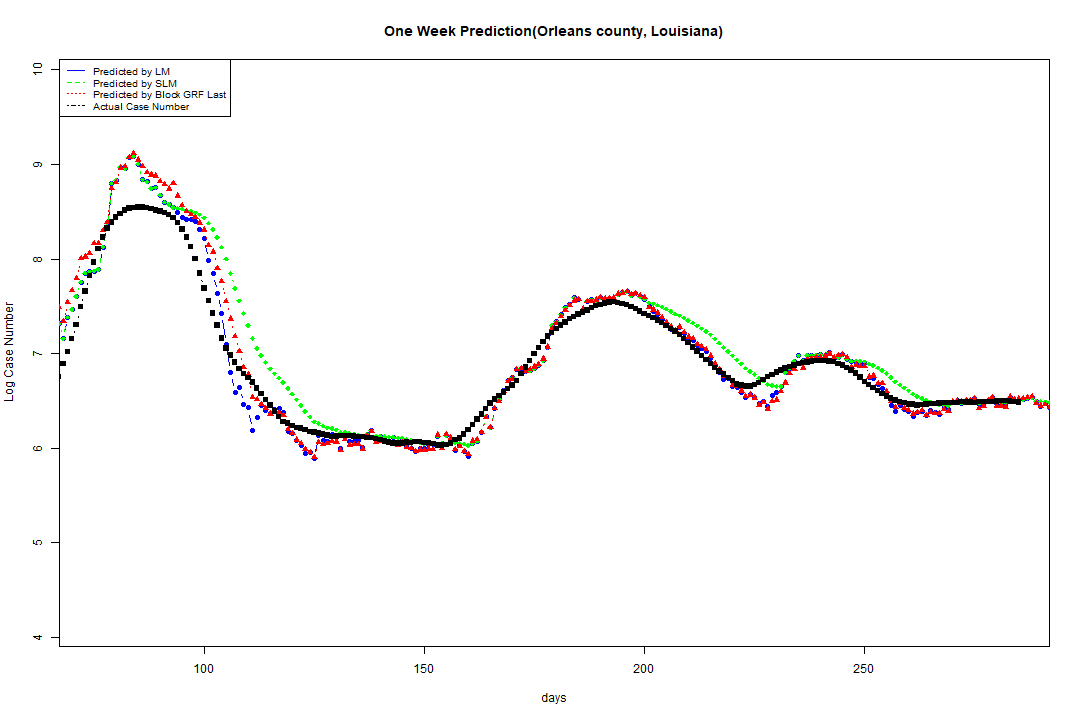 One Week Prediction(Orleans county, Louisiana)
Predicted by LM
Predicted by SLM
Predicted by Block GRF Last
Actual Case Number
Log Case Number
10
9
8
7
6
5
4
100
150
200
250
days